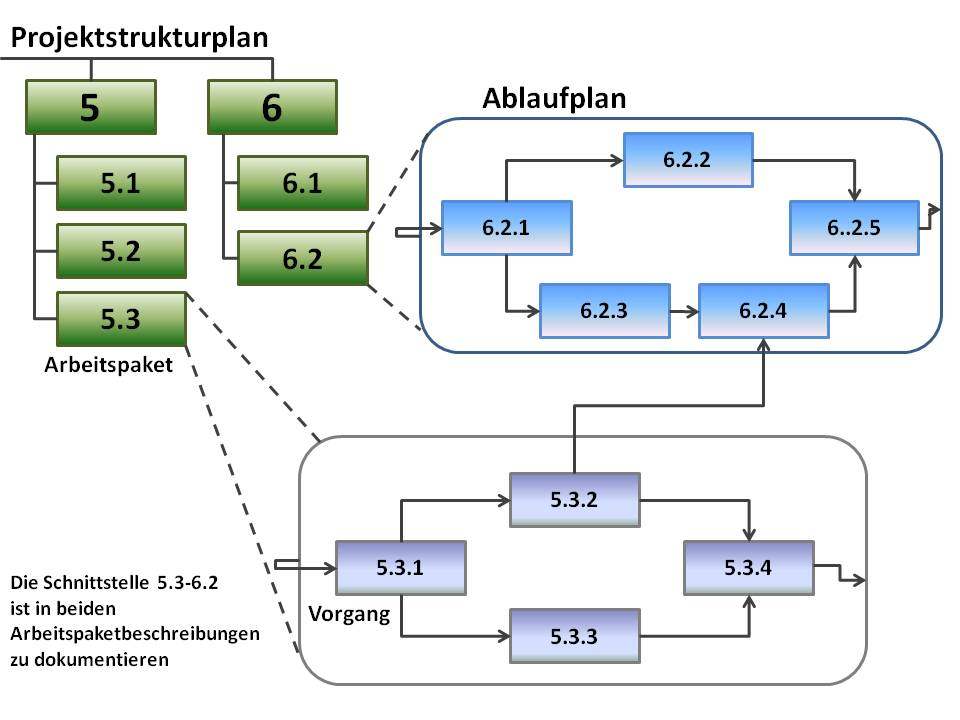 Projektstrukturplan
5
6
5.1
5.2
5.3
Arbeitspaket
6.1
6.2
Ablaufplan
6.2.1
6.2.2
6.2.3
6.2.4
6..2.5
5.3.1
Vorgang
5.3.2
5.3.3
5.3.4
Die Schnittstelle 5.3-6.2
ist in beiden
Arbeitspaketbeschreibungen
zu dokumentieren